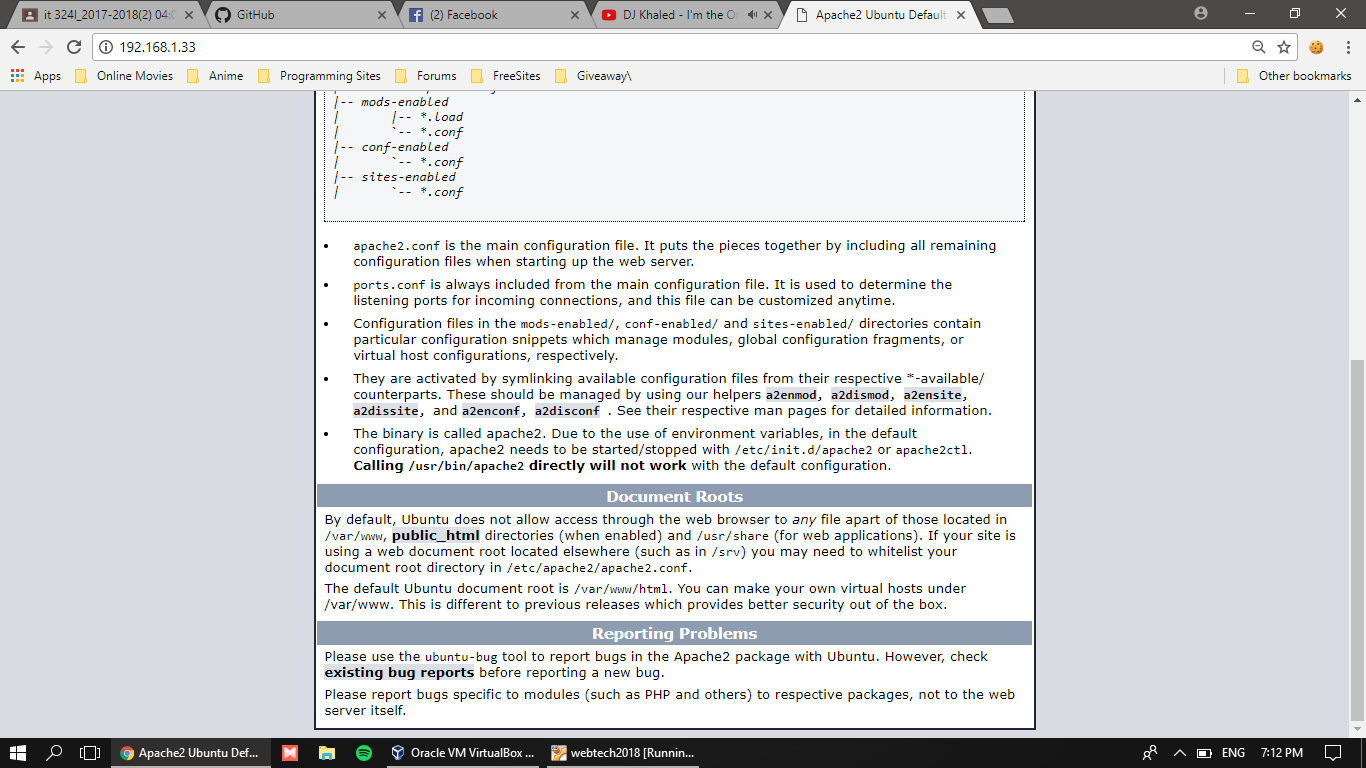 it 324l_2017-2018(2) 04:0
GitHub
(2) Facebook
DJ Khaled - I'm the O
Apache2 Ubuntu Default
192.168.1.33
Apps
Online Movies
Anime
Programming Sites
Forums
FreeSites
Giveaway\
Other bookmarks
|-- mods-enabled
|       |-- *.load
|       `-- *.conf
|-- conf-enabled
|       `-- *.conf
|-- sites-enabled
|       `-- *.conf
• apache2.conf is the main configuration file. It puts the pieces together by including all remaining
configuration files when starting up the web server.
• ports.conf is always included from the main configuration file. It is used to determine the
listening ports for incoming connections, and this file can be customized anytime.
• Configuration files in the mods-enabled/, conf-enabled/ and sites-enabled/ directories contain
particular configuration snippets which manage modules, global configuration fragments, or
virtual host configurations, respectively.
• They are activated by symlinking available configuration files from their respective *-available/
counterparts. These should be managed by using our helpers a2enmod, a2dismod, a2ensite,
a2dissite, and a2enconf, a2disconf . See their respective man pages for detailed information.
• The binary is called apache2. Due to the use of environment variables, in the default
configuration, apache2 needs to be started/stopped with /etc/init.d/apache2 or apache2ctl.
Calling /usr/bin/apache2 directly will not work with the default configuration.
Document Roots
By default, Ubuntu does not allow access through the web browser to any file apart of those located in
/var/www, public_html directories (when enabled) and /usr/share (for web applications). If your site is
using a web document root located elsewhere (such as in /srv) you may need to whitelist your
document root directory in /etc/apache2/apache2.conf.
The default Ubuntu document root is /var/www/html. You can make your own virtual hosts under
/var/www. This is different to previous releases which provides better security out of the box.
Reporting Problems
Please use the ubuntu-bug tool to report bugs in the Apache2 package with Ubuntu. However, check
existing bug reports before reporting a new bug.
Please report bugs specific to modules (such as PHP and others) to respective packages, not to the web
server itself.
Apache2 Ubuntu Def...
Oracle VM VirtualBox ...
webtech2018 [Runnin...
ENG
7:12 PM